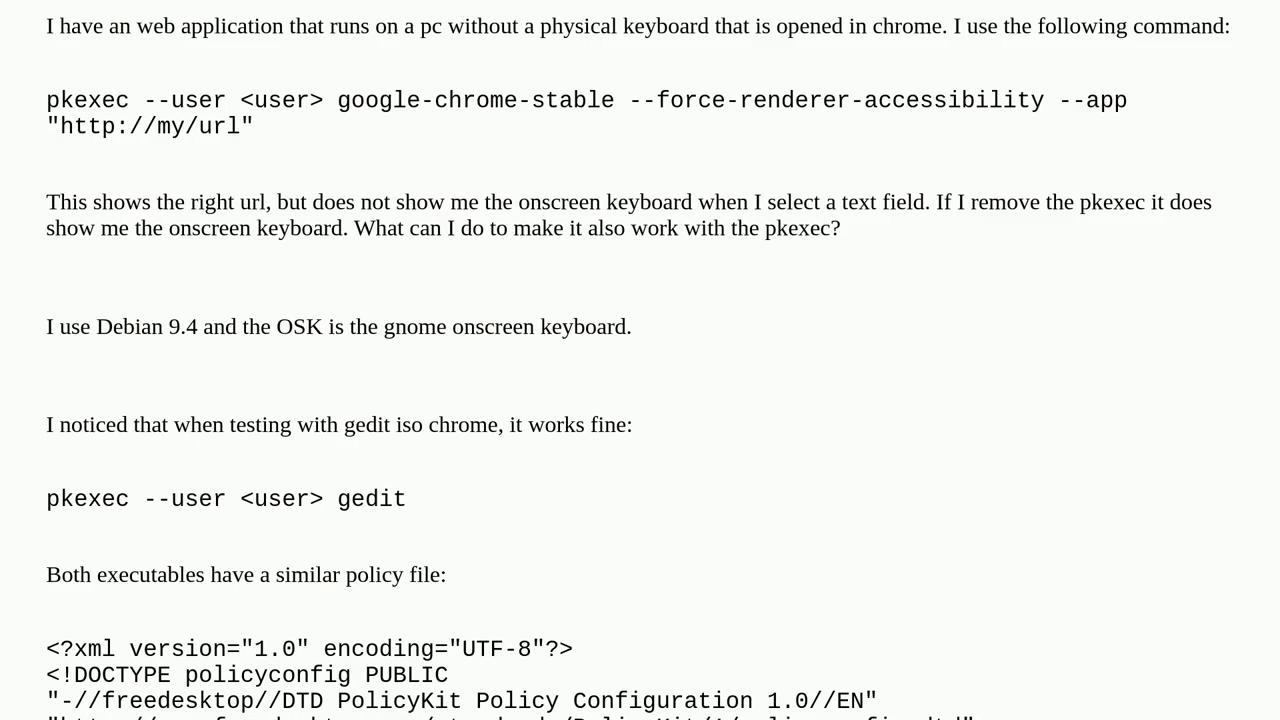 I have an web application that runs on a pc without a physical keyboard that is opened in chrome. I use the following command:
pkexec --user <user> google-chrome-stable --force-renderer-accessibility --app
"http://my/url"
This shows the right url, but does not show me the onscreen keyboard when I select a text field. If I remove the pkexec it does
show me the onscreen keyboard. What can I do to make it also work with the pkexec?
I use Debian 9.4 and the OSK is the gnome onscreen keyboard.
I noticed that when testing with gedit iso chrome, it works fine:
pkexec --user <user> gedit
Both executables have a similar policy file:
<?xml version="1.0" encoding="UTF-8"?>
<!DOCTYPE policyconfig PUBLIC
"-//freedesktop//DTD PolicyKit Policy Configuration 1.0//EN"